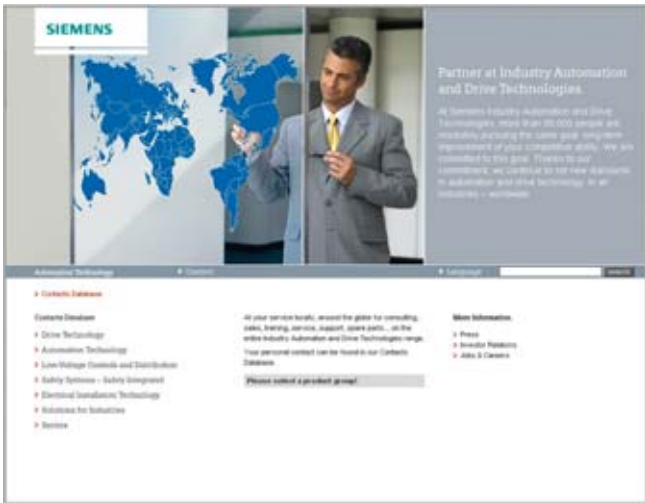 SIEMENS
Partner at Industry Automation
and Drive Technologies.
At Siemens Industry Automation and Drive
Technologies, more than 85,000 people are
resolutely pursuing the same goal: long-term
improvement of your competitive ability. We are
committed to this goal. Thanks to our
commitment, we continue to set new standards
in automation and drive technology. In all
industries – worldwide.
Automation Technology
Contact
Language
Contacts Database
Contacts Database
Drive Technology
Automation Technology
Low-Voltage Controls and Distribution
Safety Systems – Safety Integrated
Electrical Installation Technology
Solutions for Industries
Service
At your service locally, around the globe for consulting,
sales, training, service, support, spare parts... on the
entire Industry Automation and Drive Technologies range.
Your personal contact can be found in our Contacts
Database.
Please select a product group!
More Information
Press
Investor Relations
Jobs & Careers